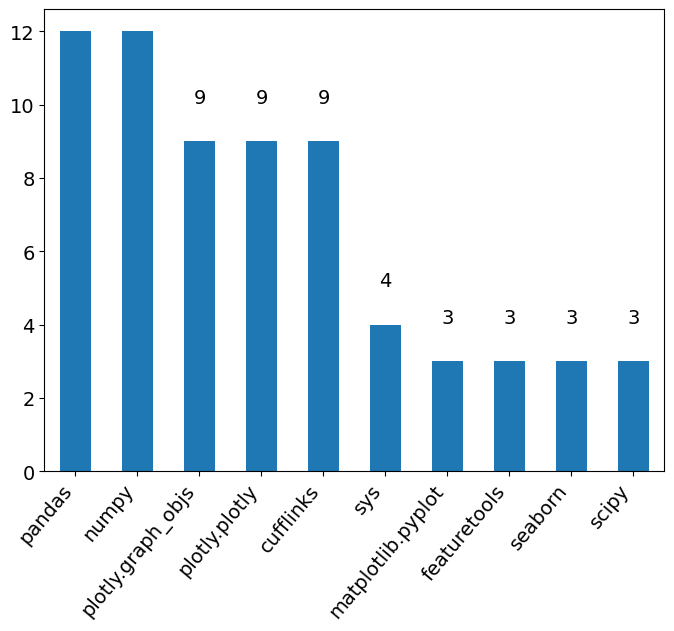 12
10
8
6
4
2
0
9
9
9
4
3
3
3
3
pandas
numpy
plotly.graph_objs
plotly.plotly
cufflinks
sys
matplotlib.pyplot
featuretools
seaborn
scipy